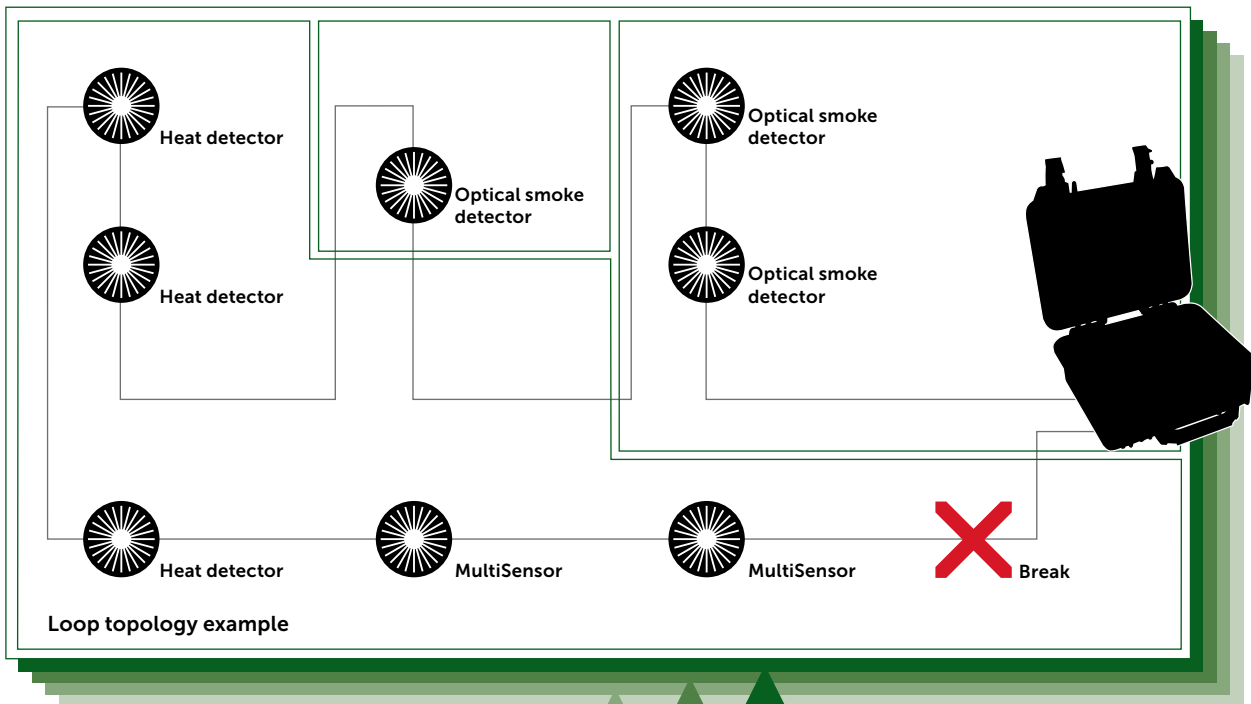 Heat detector
Optical smoke
detector
Optical smoke
detector
Heat detector
Optical smoke
detector
Heat detector
MultiSensor
MultiSensor
Break
Loop topology example